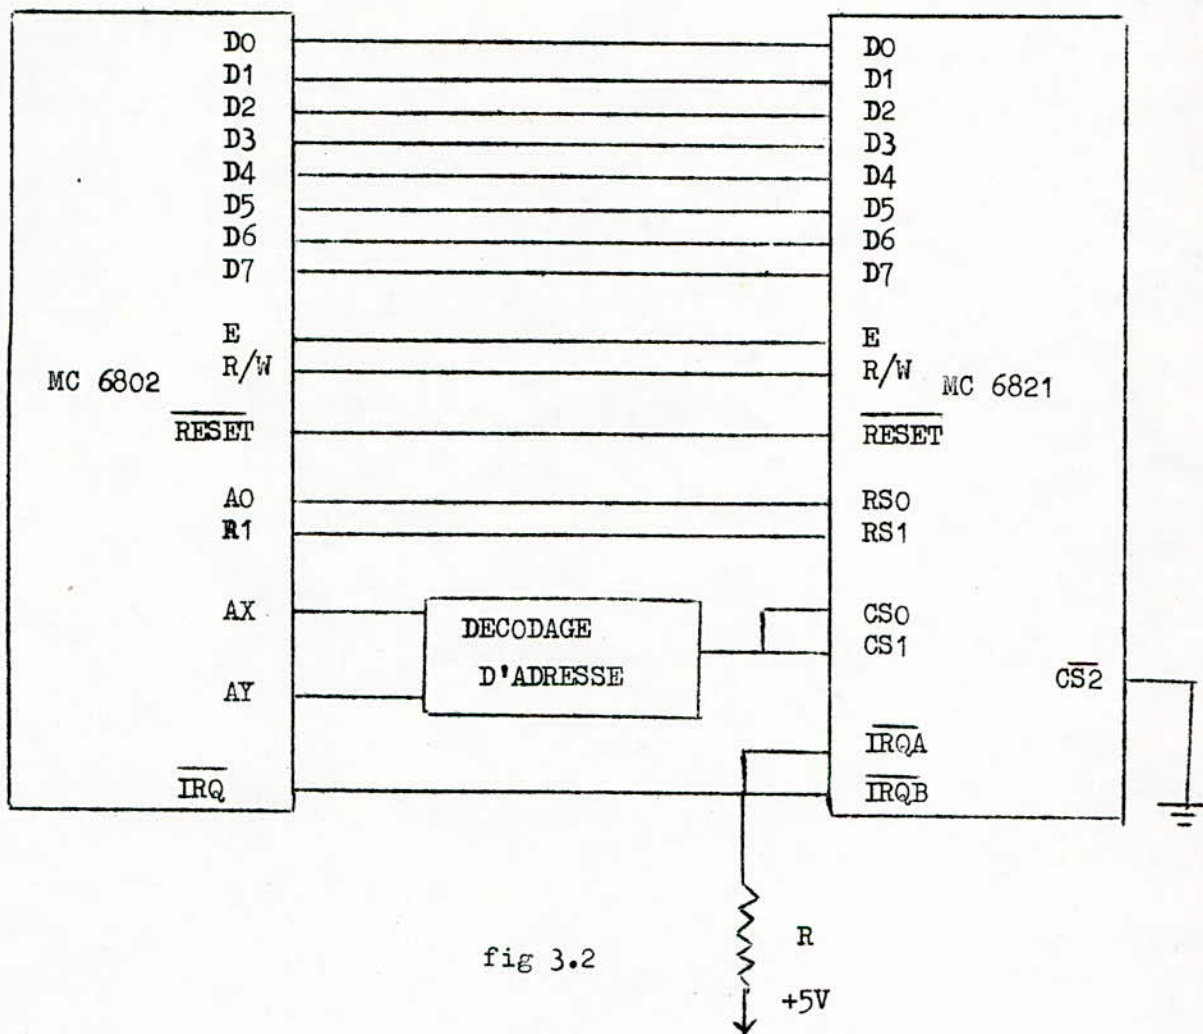 D0 D0
D1 D1
D2 D2
D3 D3
D4 D4
D5 D5
D6 D6
D7 D7
E E
R/W R/W
MC 6802 MC 6821
RESET RESET
A0 RS0
R1 RS1
AX CS0
DECODAGE CS1
D'ADRESSE
AY CS2
IRQA
IRQ IRQB
R
fig 3.2
+5V